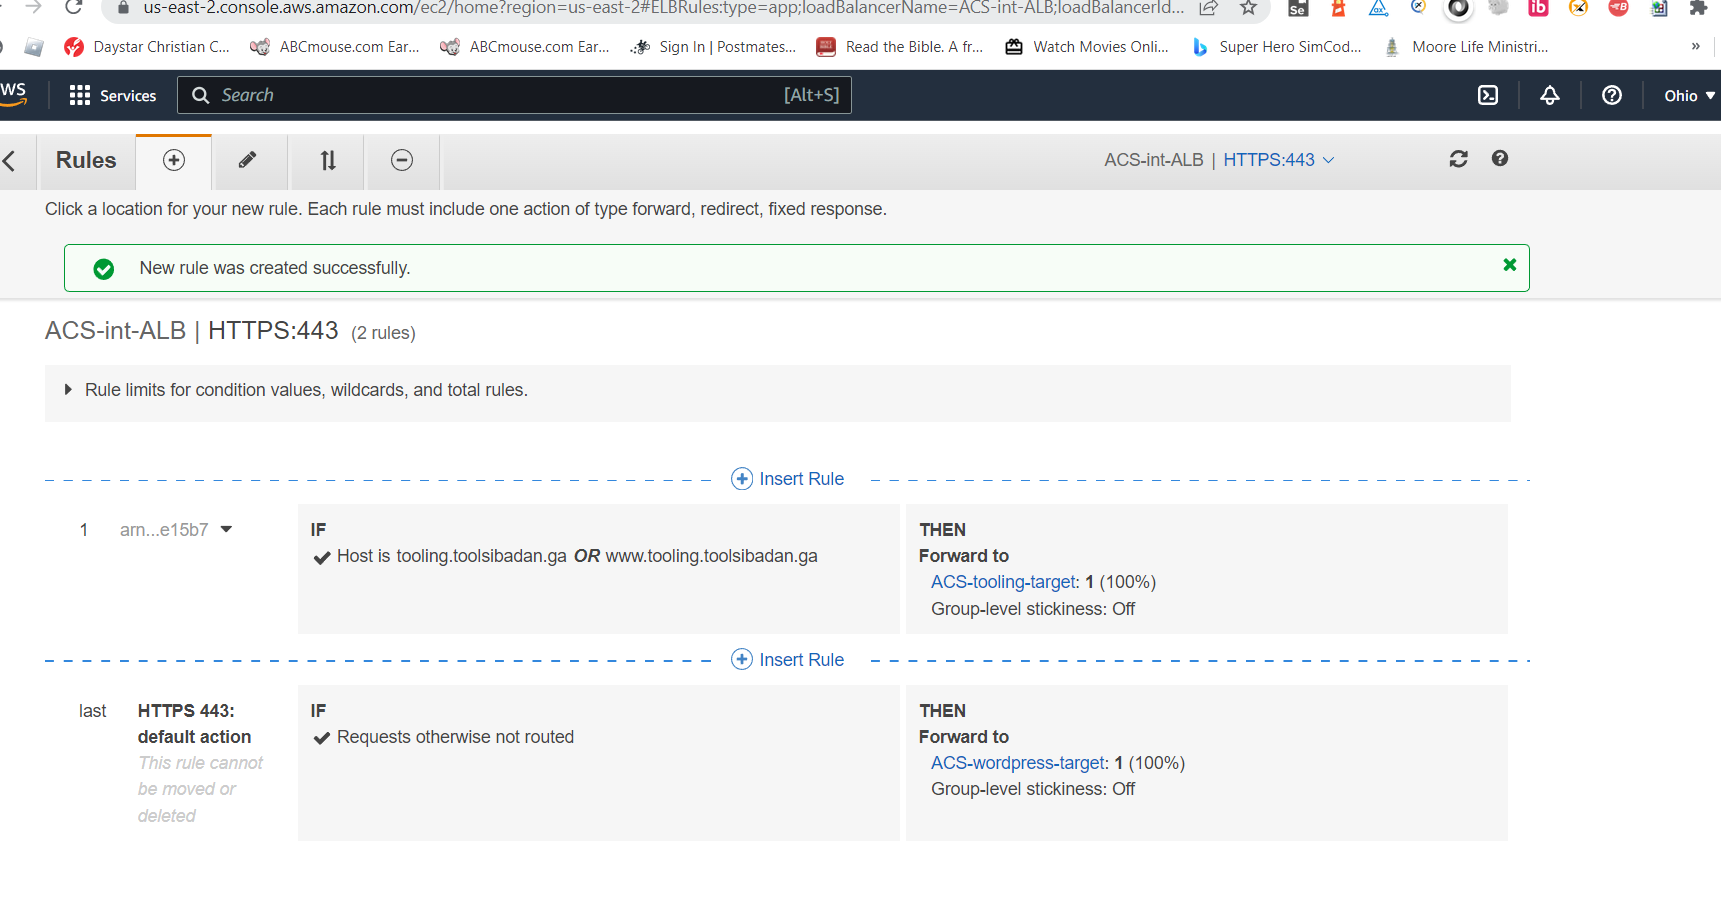 us-east-2.console.aws.amazon.com/ec2/home?region=us-east-2#ELBRules:type=app;loadBalancerName=ACS-int-ALB;loadBalancerId...
Daystar Christian C... ABCmouse.com Ear... ABCmouse.com Ear... Sign In | Postmates... Read the Bible. A fr... Watch Movies Onli... Super Hero SimCod... Moore Life Ministri... »
Services Search [Alt+S] Ohio
Rules ACS-int-ALB | HTTPS:443
Click a location for your new rule. Each rule must include one action of type forward, redirect, fixed response.
New rule was created successfully.
ACS-int-ALB | HTTPS:443 (2 rules)
Rule limits for condition values, wildcards, and total rules.
Insert Rule
1 arn...e15b7 IF THEN
Host is tooling.toolsibadan.ga OR www.tooling.toolsibadan.ga Forward to
ACS-tooling-target: 1 (100%)
Group-level stickiness: Off
Insert Rule
last HTTPS 443: IF THEN
default action Requests otherwise not routed Forward to
This rule cannot ACS-wordpress-target: 1 (100%)
be moved or Group-level stickiness: Off
deleted